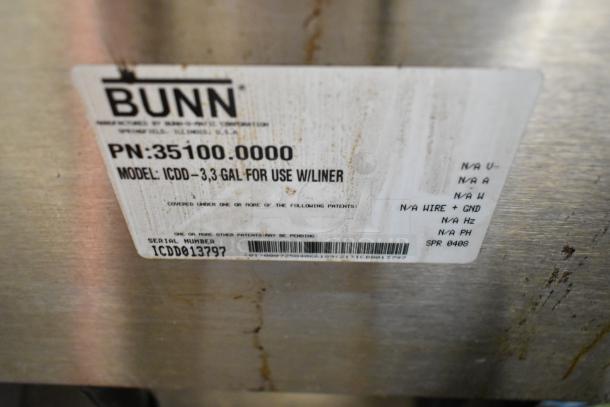 BUNN®
MANUFACTURED BY BUNN-O-MATIC CORPORATION
SPRINGFIELD, ILLINOIS, U.S.A
PN:35100.0000
MODEL: ICDD-3,3 GAL FOR USE W/LINER
N/A V~
N/A A
N/A W
N/A WIRE + GND
N/A Hz
N/A PH
SPR 0408
COVERED UNDER ONE OR MORE OF THE FOLLOWING PATENTS:
ONE OR MORE OTHER PATENTS MAY BE PENDING
SERIAL NUMBER
ICDD013797